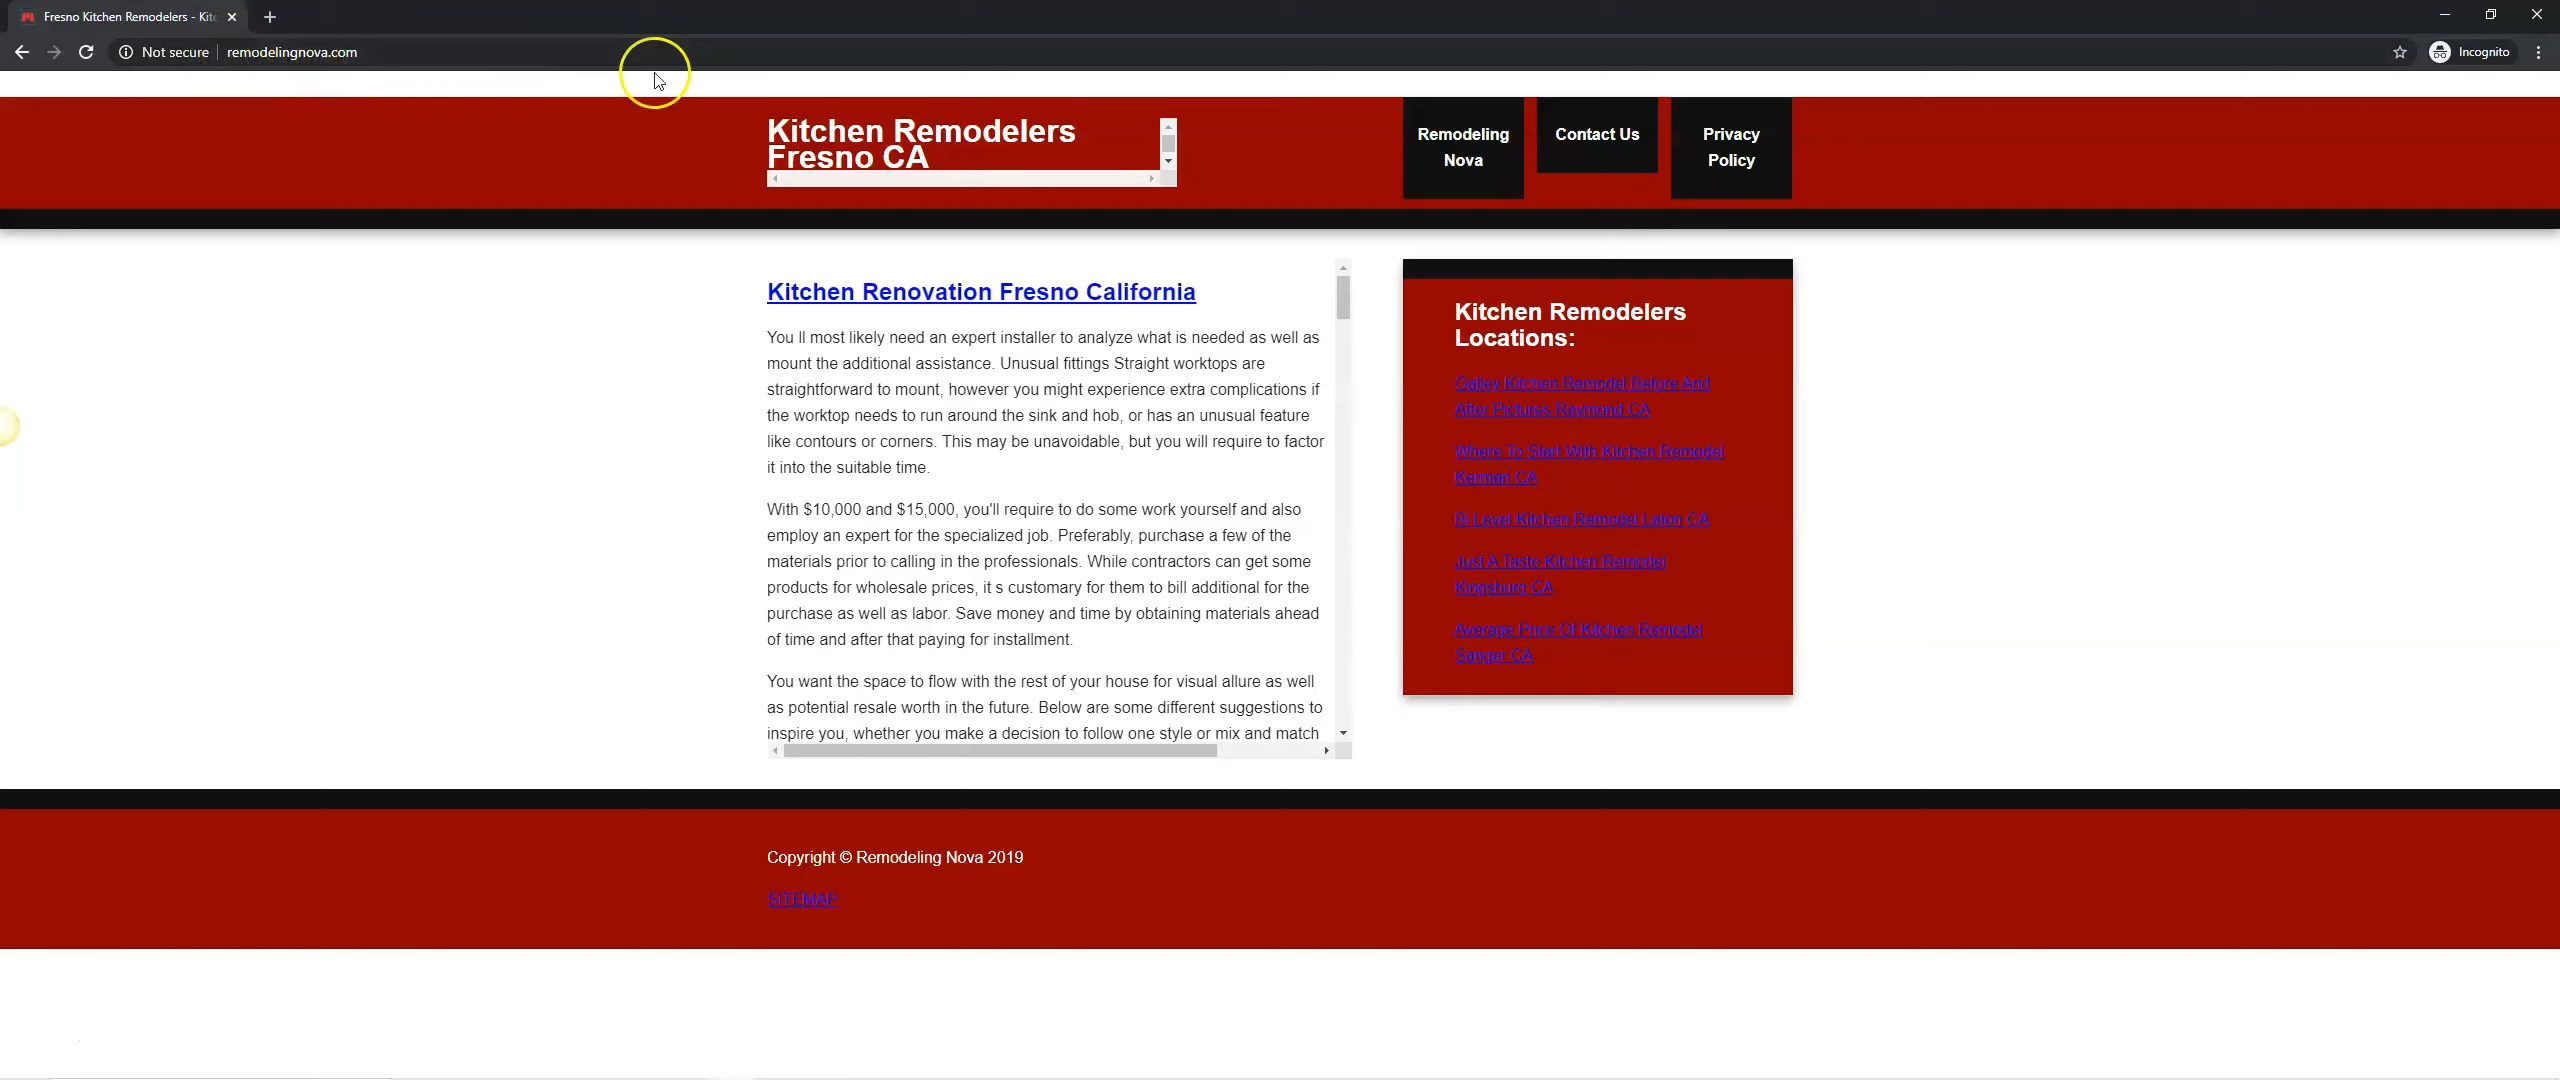 Fresno Kitchen Remodelers - Kitc
Not secure
remodelingnova.com
Incognito
Kitchen Remodelers
Fresno CA
Remodeling
Nova
Contact Us
Privacy
Policy
Kitchen Renovation Fresno California
You ll most likely need an expert installer to analyze what is needed as well as
mount the additional assistance. Unusual fittings Straight worktops are
straightforward to mount, however you might experience extra complications if
the worktop needs to run around the sink and hob, or has an unusual feature
like contours or corners. This may be unavoidable, but you will require to factor
it into the suitable time.
With $10,000 and $15,000, you'll require to do some work yourself and also
employ an expert for the specialized job. Preferably, purchase a few of the
materials prior to calling in the professionals. While contractors can get some
products for wholesale prices, it s customary for them to bill additional for the
purchase as well as labor. Save money and time by obtaining materials ahead
of time and after that paying for installment.
You want the space to flow with the rest of your house for visual allure as well
as potential resale worth in the future. Below are some different suggestions to
inspire you, whether you make a decision to follow one style or mix and match
Kitchen Remodelers
Locations:
Galley Kitchen Remodel Before And
After Pictures Raymond CA
Where To Start With Kitchen Remodel
Kerman CA
Bi Level Kitchen Remodel Laton CA
Just A Taste Kitchen Remodel
Kingsburg CA
Average Price Of Kitchen Remodel
Sanger CA
Copyright © Remodeling Nova 2019
SITEMAP